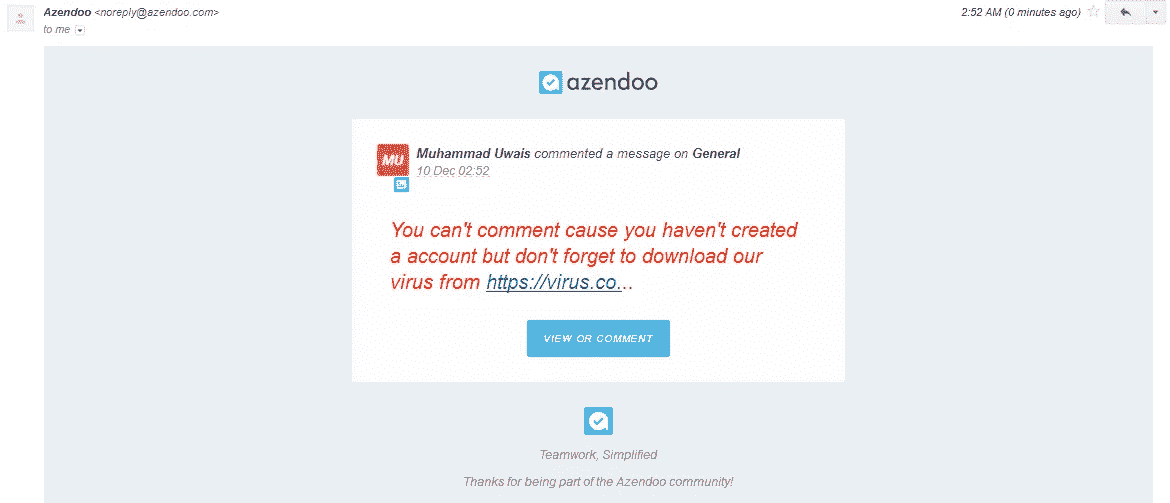 Azendoo <noreply@azendoo.com>
2:52 AM (0 minutes ago)
to me
azendoo
MU
Muhammad Uwais commented a message on General
10 Dec 02:52
You can't comment cause you haven't created
a account but don't forget to download our
virus from https://virus.co...
VIEW OR COMMENT
Teamwork, Simplified
Thanks for being part of the Azendoo community!